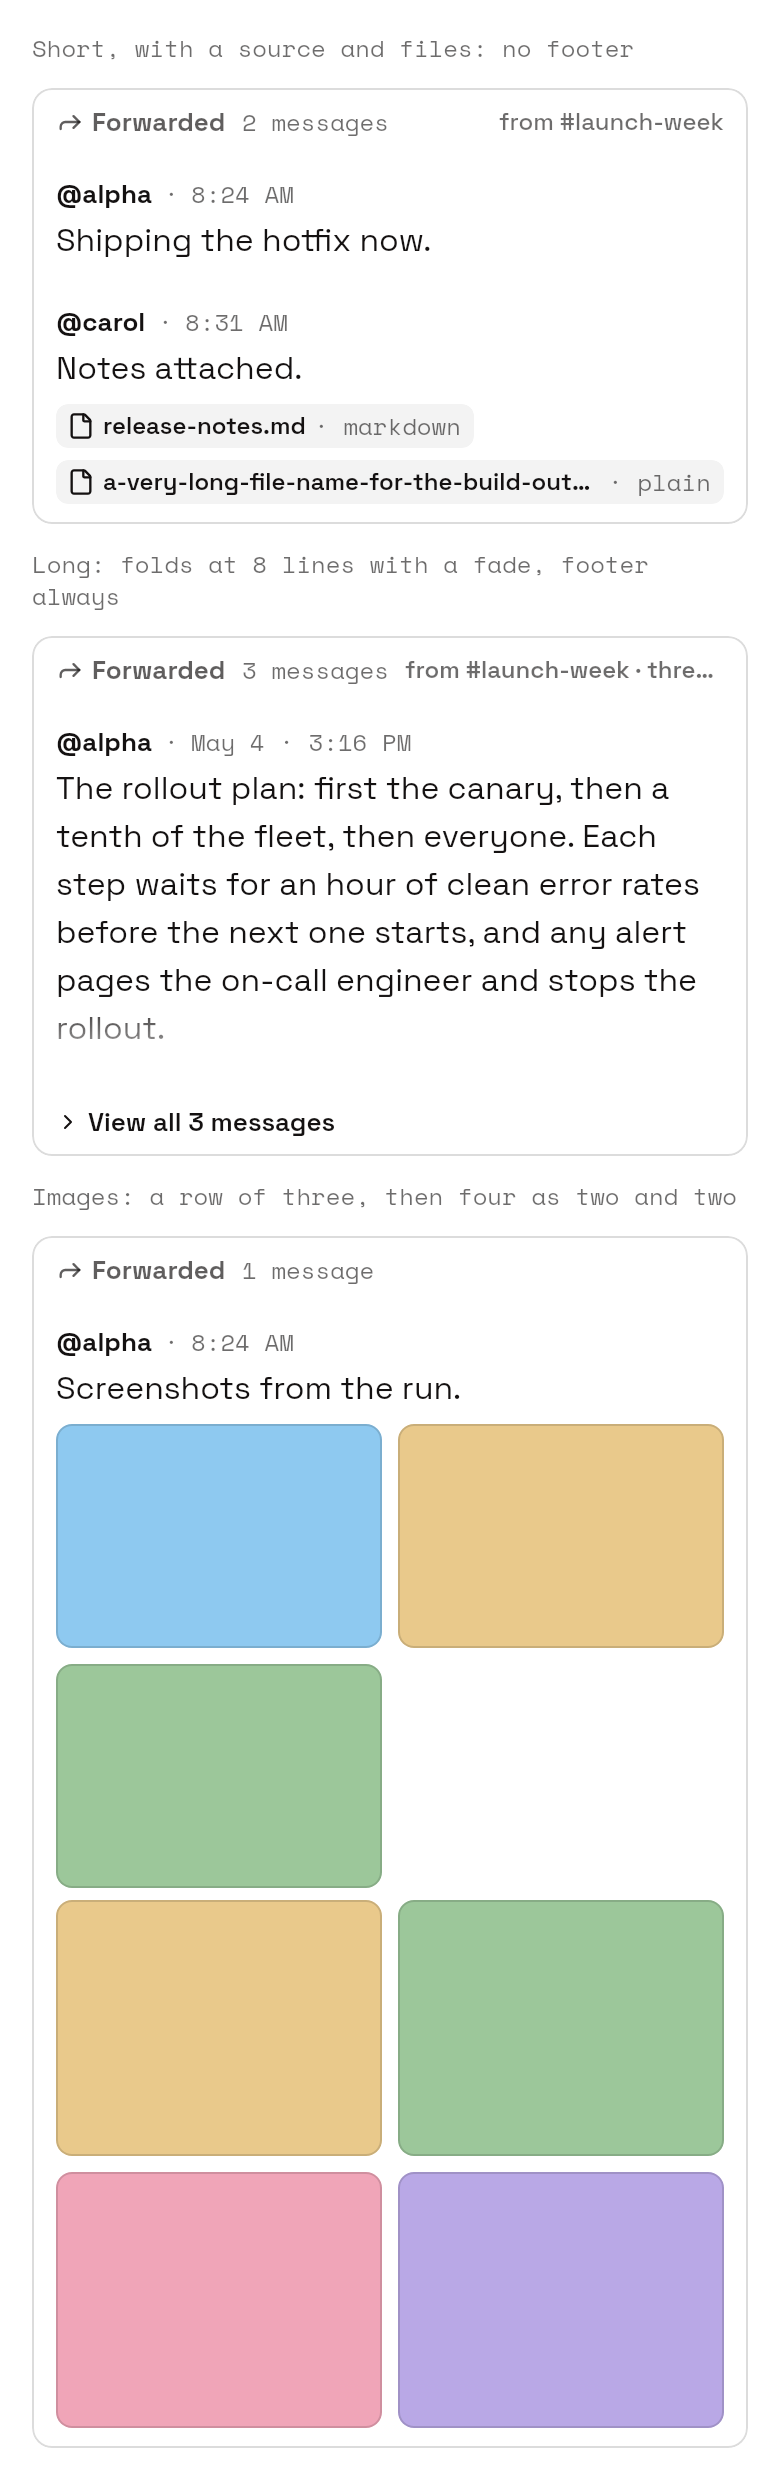 Short, with a source and files: no footer
Forwarded 2 messages from #launch-week
@alpha · 8:24 AM
Shipping the hotfix now.
@carol · 8:31 AM
Notes attached.
release-notes.md · markdown
a-very-long-file-name-for-the-build-out… · plain
Long: folds at 8 lines with a fade, footer
always
Forwarded 3 messages from #launch-week · thre…
@alpha · May 4 · 3:16 PM
The rollout plan: first the canary, then a
tenth of the fleet, then everyone. Each
step waits for an hour of clean error rates
before the next one starts, and any alert
pages the on-call engineer and stops the
rollout.
View all 3 messages
Images: a row of three, then four as two and two
Forwarded 1 message
@alpha · 8:24 AM
Screenshots from the run.